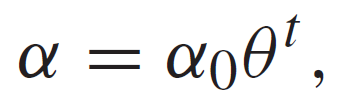 α = α₀θᵗ,